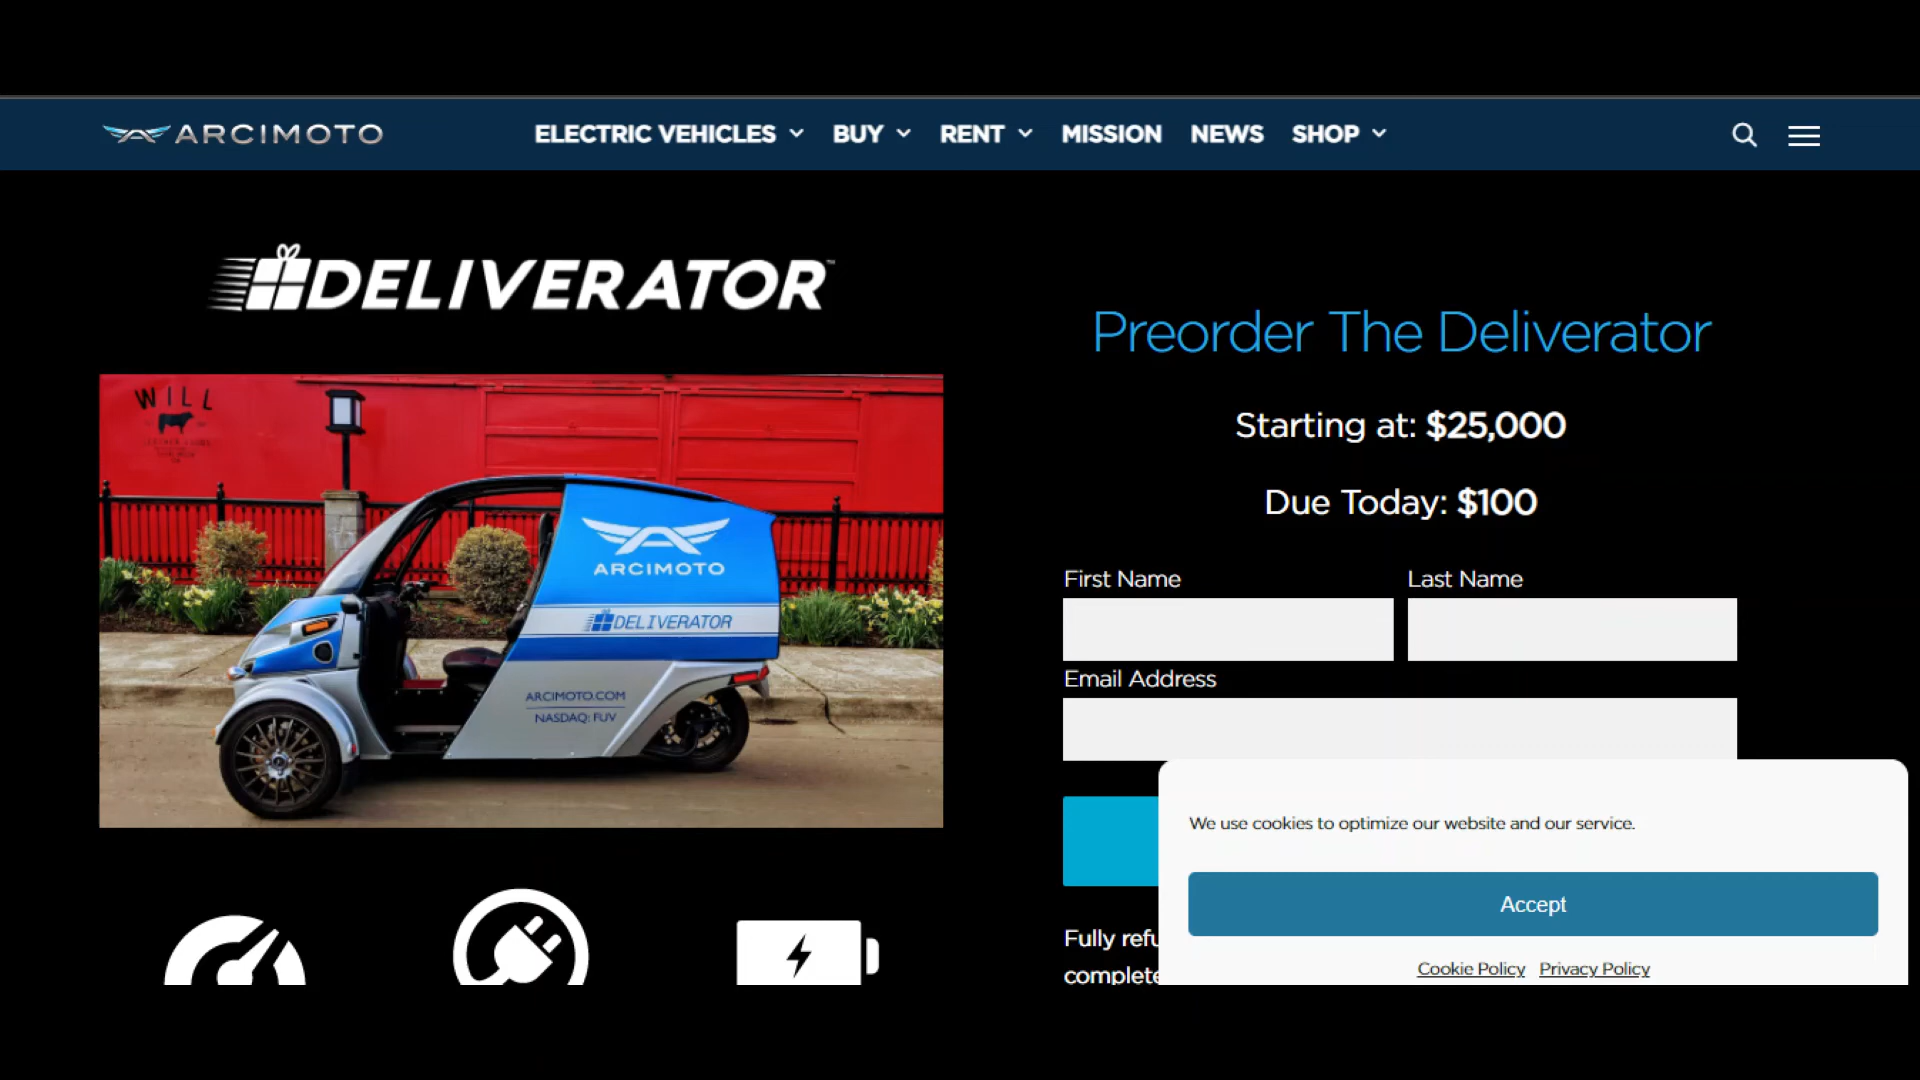 ARCIMOTO
ELECTRIC VEHICLES BUY RENT MISSION NEWS SHOP
DELIVERATOR
WILL
ARCIMOTO
DELIVERATOR
ARCIMOTO.COM
NASDAQ: FUV
Preorder The Deliverator
Starting at: $25,000
Due Today: $100
First Name Last Name
Email Address
Fully
complete
We use cookies to optimize our website and our service.
Accept
Cookie Policy Privacy Policy